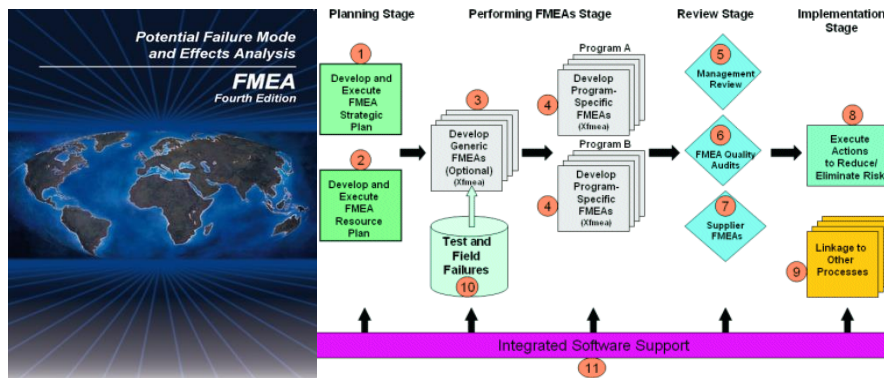 Potential Failure Mode
and Effects Analysis
FMEA
Fourth Edition
Planning Stage
Performing FMEAs Stage
Review Stage
Implementation
Stage
1
Develop and
Execute
FMEA
Strategic
Plan
2
Develop and
Execute
FMEA
Resource
Plan
3
Develop
Generic
FMEAs
(Optional)
(Xfmea)
Test and
Field
Failures
10
Program A
4
Develop
Program-
Specific
FMEAs
(Xfmea)
Program B
4
Develop
Program-
Specific
FMEAs
(Xfmea)
5
Management
Review
6
FMEA Quality
Audits
7
Supplier
FMEAs
8
Execute
Actions
to Reduce/
Eliminate Risk
9
Linkage to
Other
Processes
Integrated Software Support
11